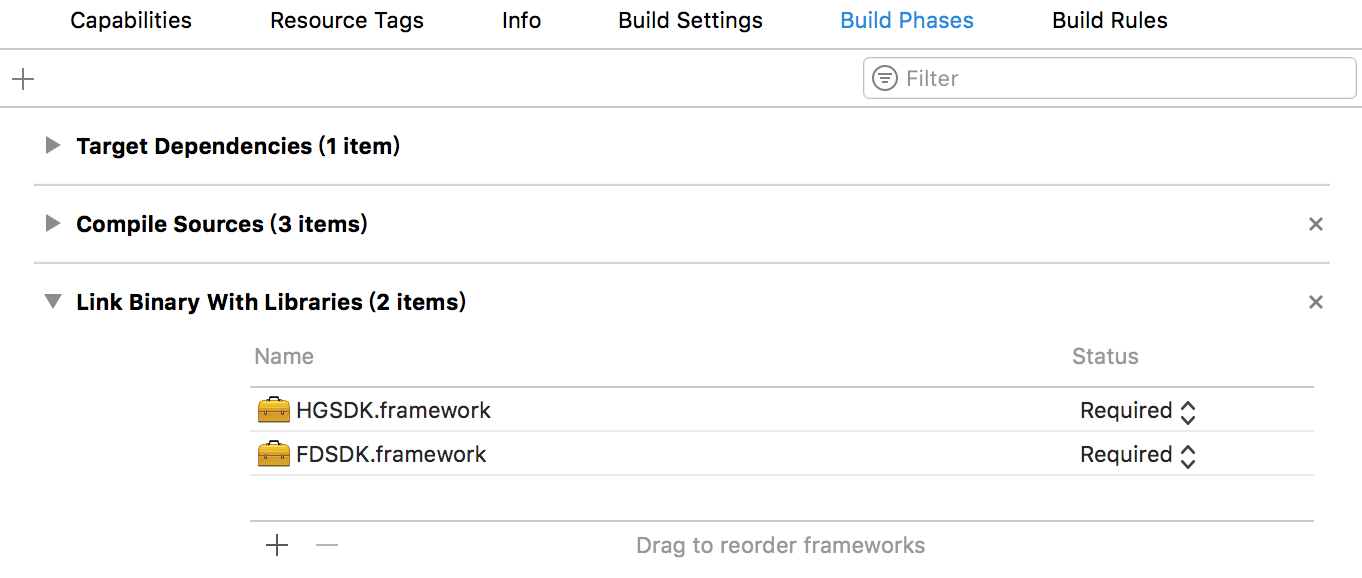 Capabilities Resource Tags Info Build Settings Build Phases Build Rules
Filter
Target Dependencies (1 item)
Compile Sources (3 items)
Link Binary With Libraries (2 items)
Name Status
HGSDK.framework Required
FDSDK.framework Required
Drag to reorder frameworks